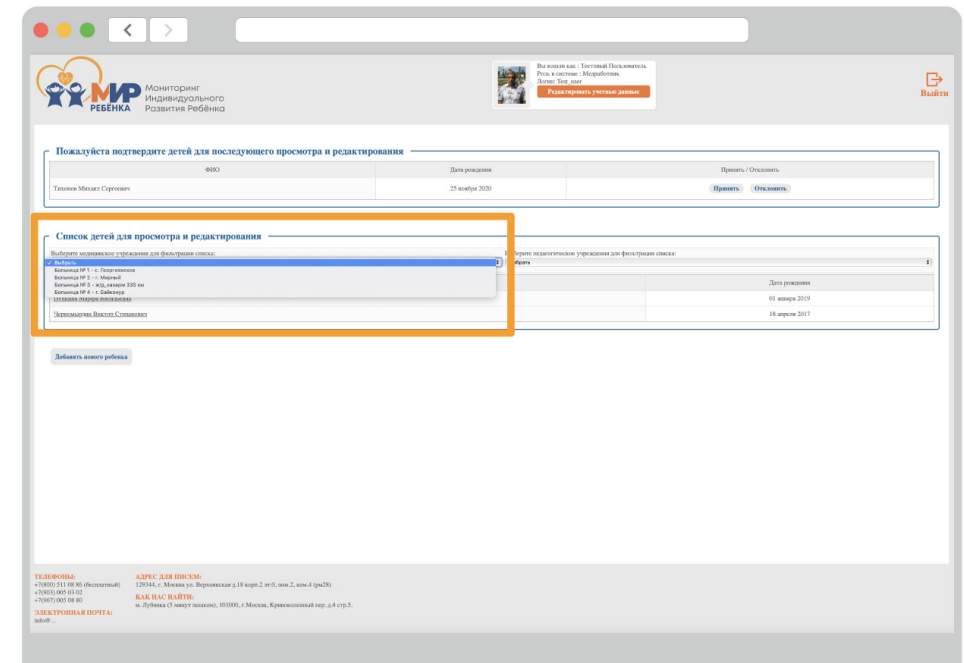 МИР
РЕБЁНКА
Мониторинг
Индивидуального
Развития Ребёнка
Вы вошли как : Тестовый Пользователь
Роль в системе : Медработник
Логин: Test_user
Редактировать учетные данные
Выйти
Пожалуйста подтвердите детей для последующего просмотра и редактирования
ФИО Дата рождения Принять / Отклонить
Тихонов Михаил Сергеевич 25 ноября 2020 Принять Отклонить
Список детей для просмотра и редактирования
Выберите медицинское учреждение для фильтрации списка: Выберите педагогическое учреждения для фильтрации списка:
✓ Выбрать Выбрать
Больница № 1 - с. Георгиевское
Больница № 2 - г. Мирный
Больница № 3 - ж/д_казарм 335 км
Больница № 4 - г. Байконур
Дата рождения
01 января 2019
Черномырдин Виктор Степанович 18 апреля 2017
Добавить нового ребенка
ТЕЛЕФОНЫ:
+7(800) 511 08 86 (бесплатный)
+7(903) 005 03 02
+7(967) 005 08 80
ЭЛЕКТРОННАЯ ПОЧТА:
info@...
АДРЕС ДЛЯ ПИСЕМ:
129344, г. Москва ул. Верхоянская д.18 корп.2 эт.0, пом.2, ком.4 (рм28)
КАК НАС НАЙТИ:
м. Лубянка (5 минут пешком), 101000, г.Москва, Кривоколенный пер. д.4 стр.5.